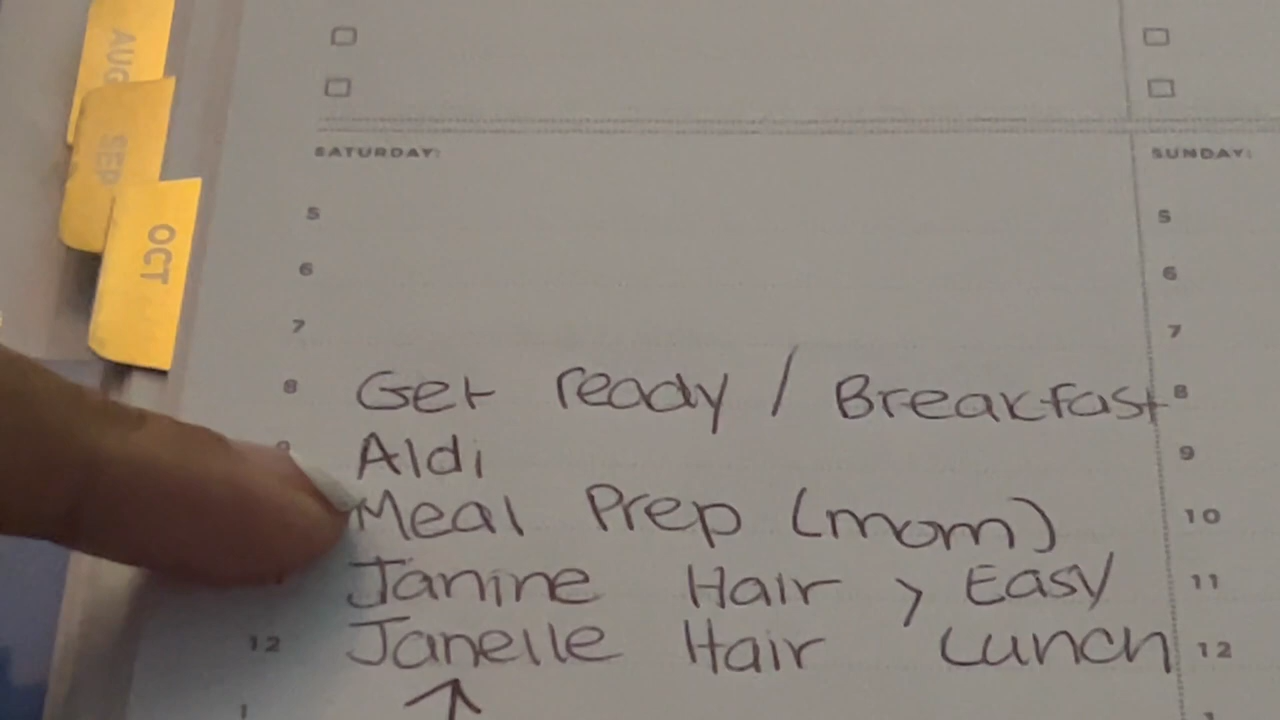 AUG
SEP
OCT
SATURDAY:
5
6
7
8 Get ready / Breakfast
9 Aldi
Meal Prep (mom)
Janine Hair > Easy
12 Janelle Hair Lunch
↑
1
SUNDAY:
5
6
7
8
9
10
11
12